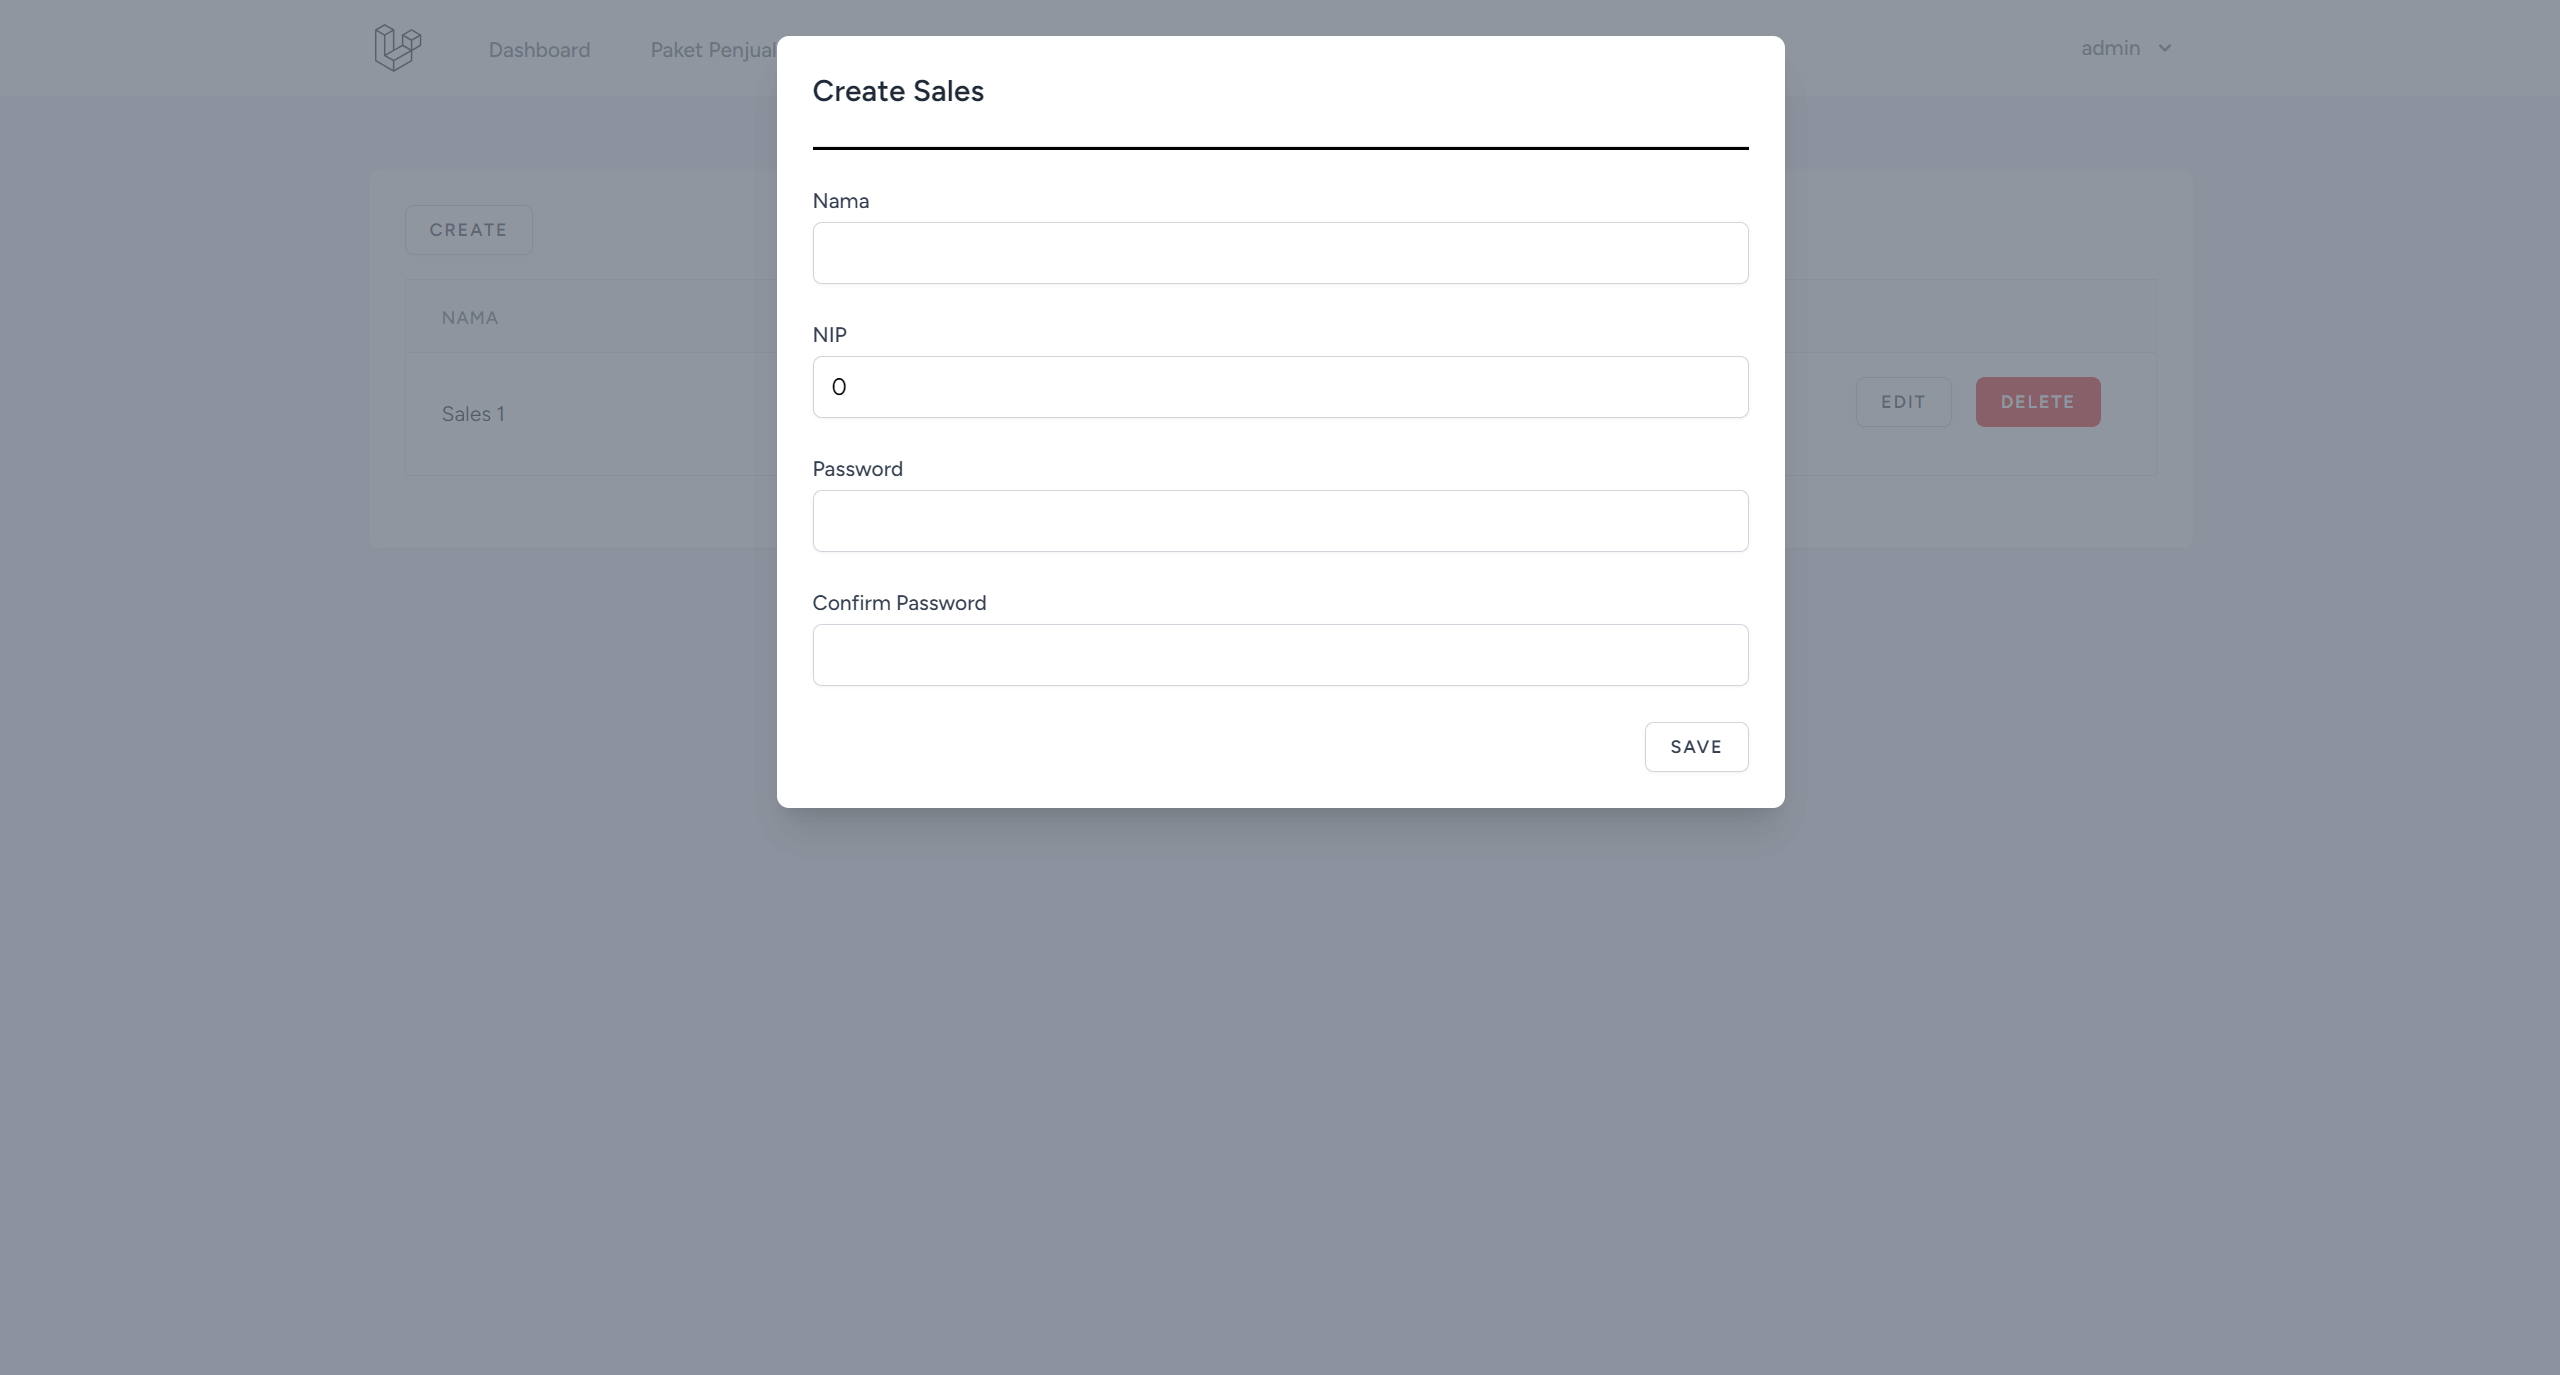 Dashboard
Paket Penjual
admin
Create Sales
CREATE
NAMA
Sales 1
EDIT
DELETE
Nama
NIP
0
Password
Confirm Password
SAVE